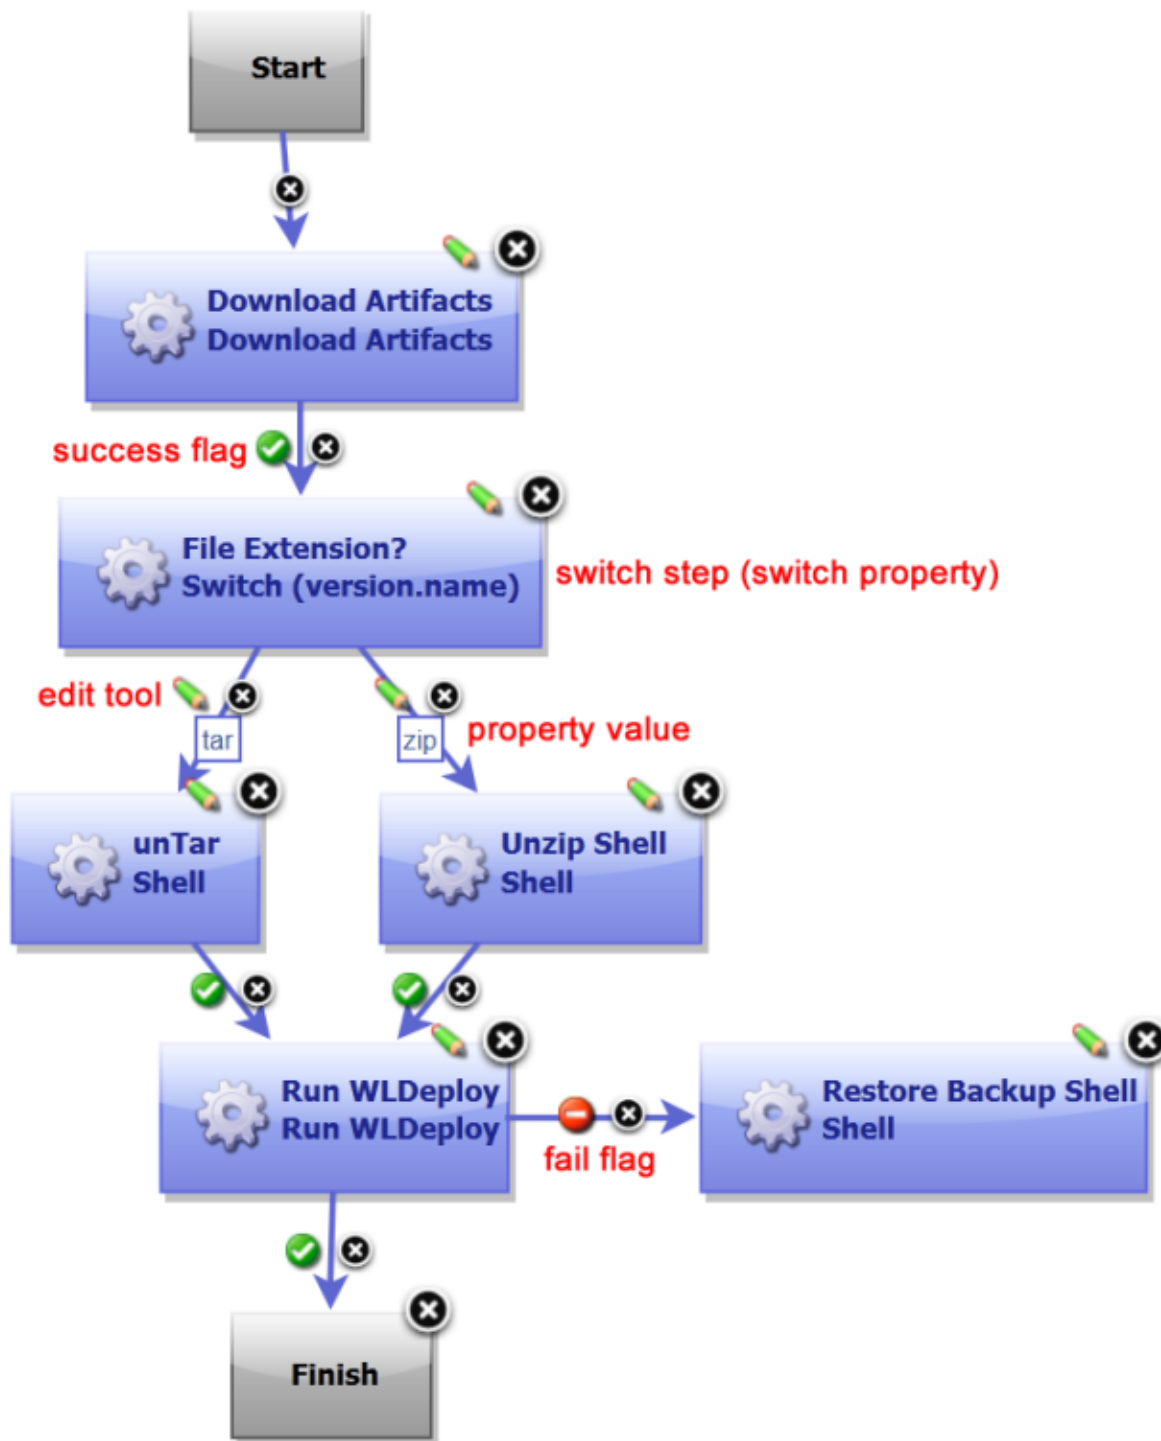 Start
Download Artifacts
Download Artifacts
success flag
File Extension?
Switch (version.name)
switch step (switch property)
edit tool
tar
zip
property value
unTar
Shell
Unzip Shell
Shell
Run WLDeploy
Run WLDeploy
fail flag
Restore Backup Shell
Shell
Finish